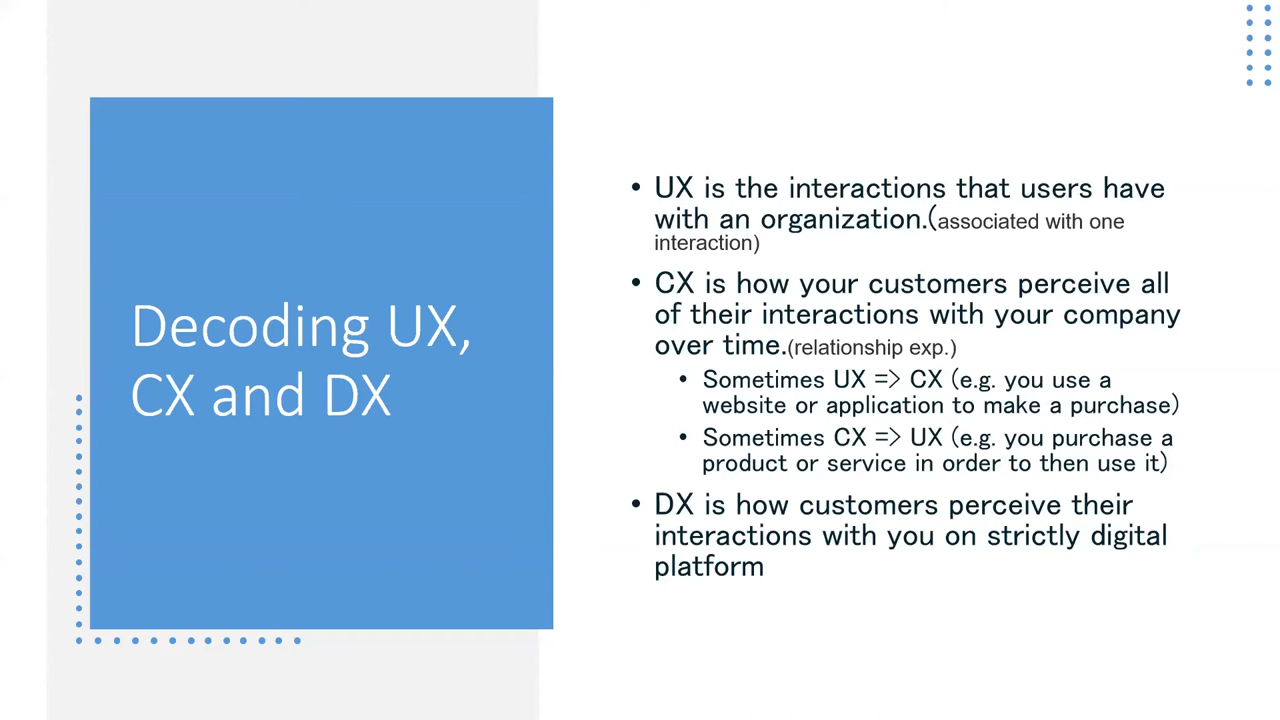 Decoding UX,
CX and DX
• UX is the interactions that users have
with an organization.(associated with one
interaction)
• CX is how your customers perceive all
of their interactions with your company
over time.(relationship exp.)
• Sometimes UX => CX (e.g. you use a
website or application to make a purchase)
• Sometimes CX => UX (e.g. you purchase a
product or service in order to then use it)
• DX is how customers perceive their
interactions with you on strictly digital
platform